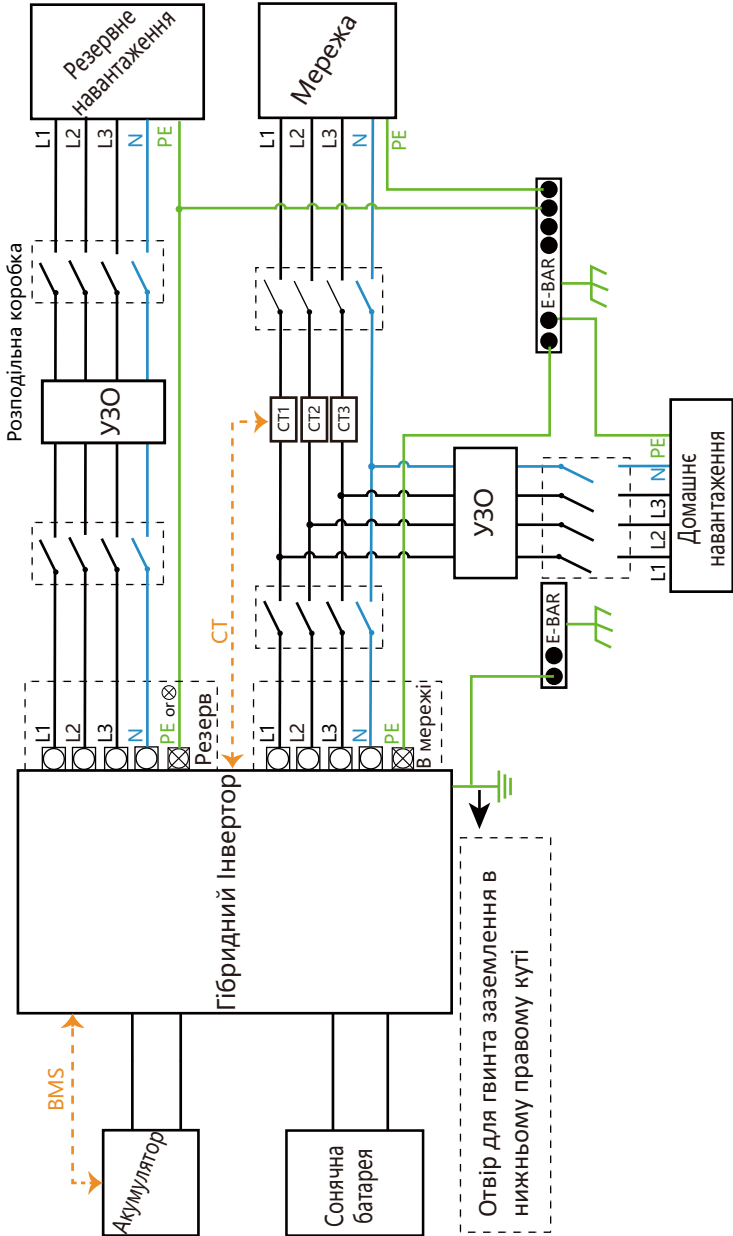 Резервне
навантаження
Мережа
L1
L2
L3
N
PE
L1
L2
L3
N
PE
Розподільна коробка
УЗО
E-BAR
CT1
CT2
CT3
CT
УЗО
L1
L2
L3
N
PE
Домашнє
навантаження
E-BAR
L1
L2
L3
N
PE or
Резерв
L1
L2
L3
N
PE
В мережі
Гібридний Інвертор
BMS
Акумулятор
Сонячна
батарея
Отвір для гвинта заземлення в
нижньому правому куті